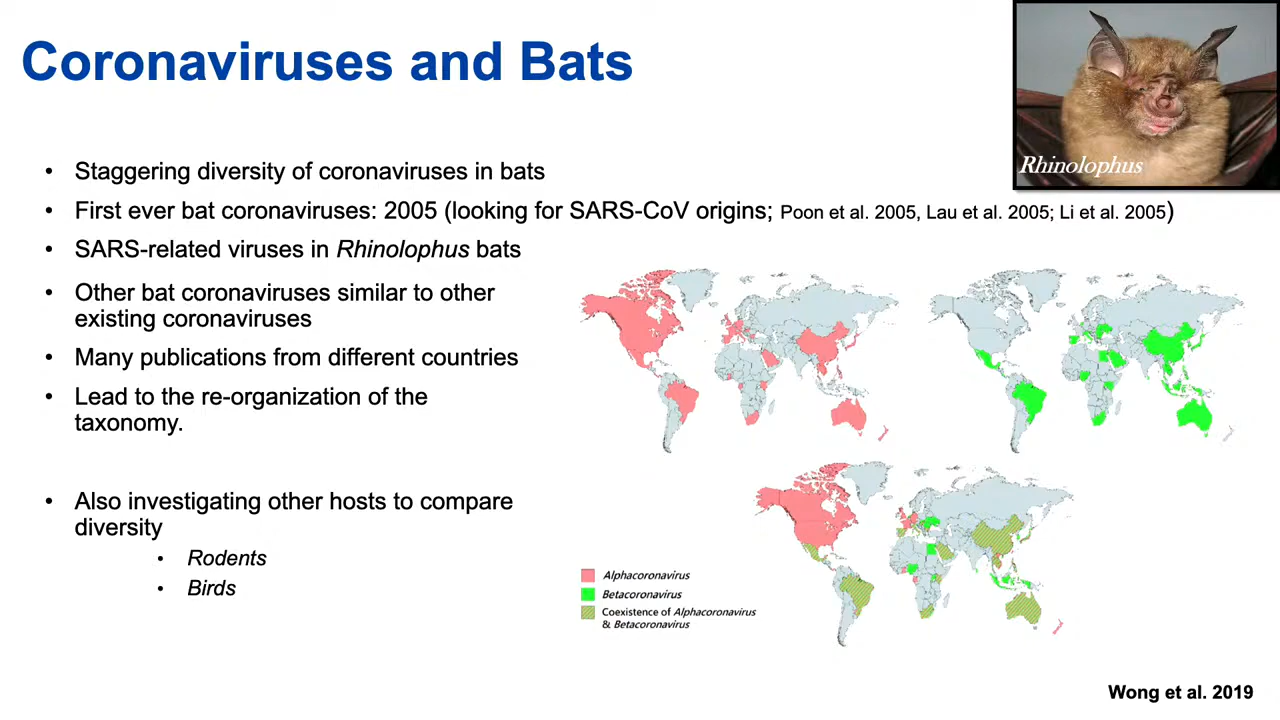 Coronaviruses and Bats
Rhinolophus
• Staggering diversity of coronaviruses in bats
• First ever bat coronaviruses: 2005 (looking for SARS-CoV origins; Poon et al. 2005, Lau et al. 2005; Li et al. 2005)
• SARS-related viruses in Rhinolophus bats
• Other bat coronaviruses similar to other
existing coronaviruses
• Many publications from different countries
• Lead to the re-organization of the
taxonomy.
• Also investigating other hosts to compare
diversity
• Rodents
• Birds
Alphacoronavirus
Betacoronavirus
Coexistence of Alphacoronavirus
& Betacoronavirus
Wong et al. 2019